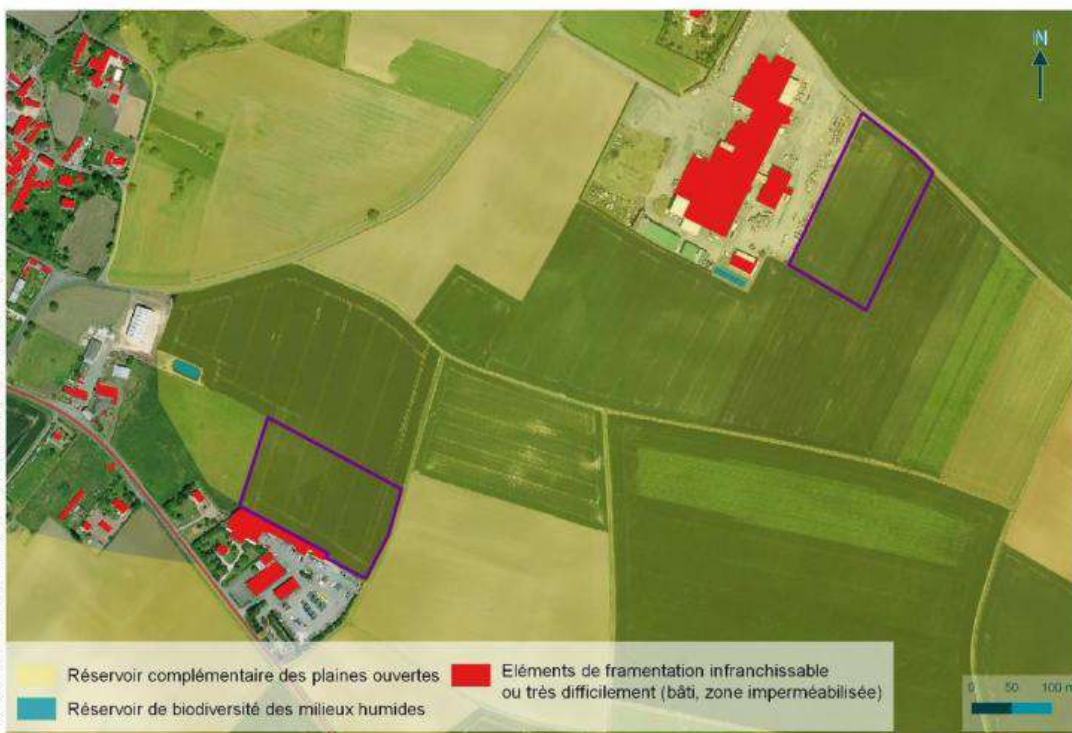 N
Réservoir complémentaire des plaines ouvertes
Réservoir de biodiversité des milieux humides
Eléments de framentation infranchissable
ou très difficilement (bâti, zone imperméabilisée)
0 50 100 m